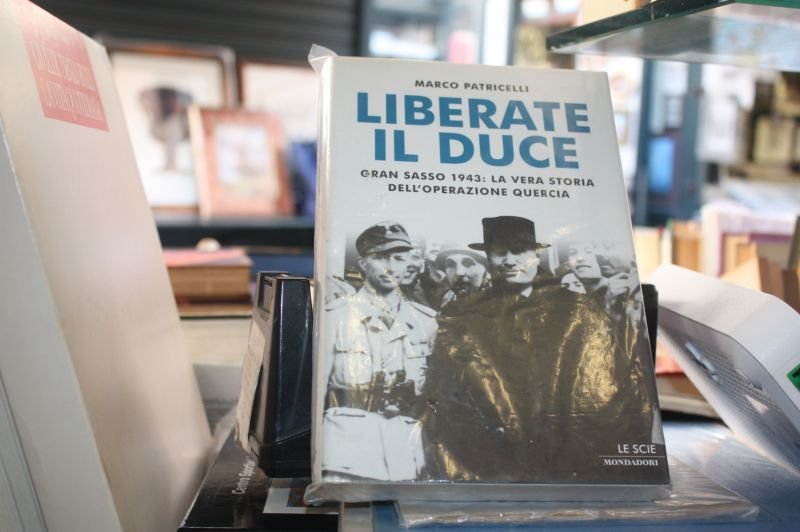 MARCO PATRICELLI
LIBERATE
IL DUCE
GRAN SASSO 1943: LA VERA STORIA
DELL'OPERAZIONE QUERCIA
LE SCIE
MONDADORI